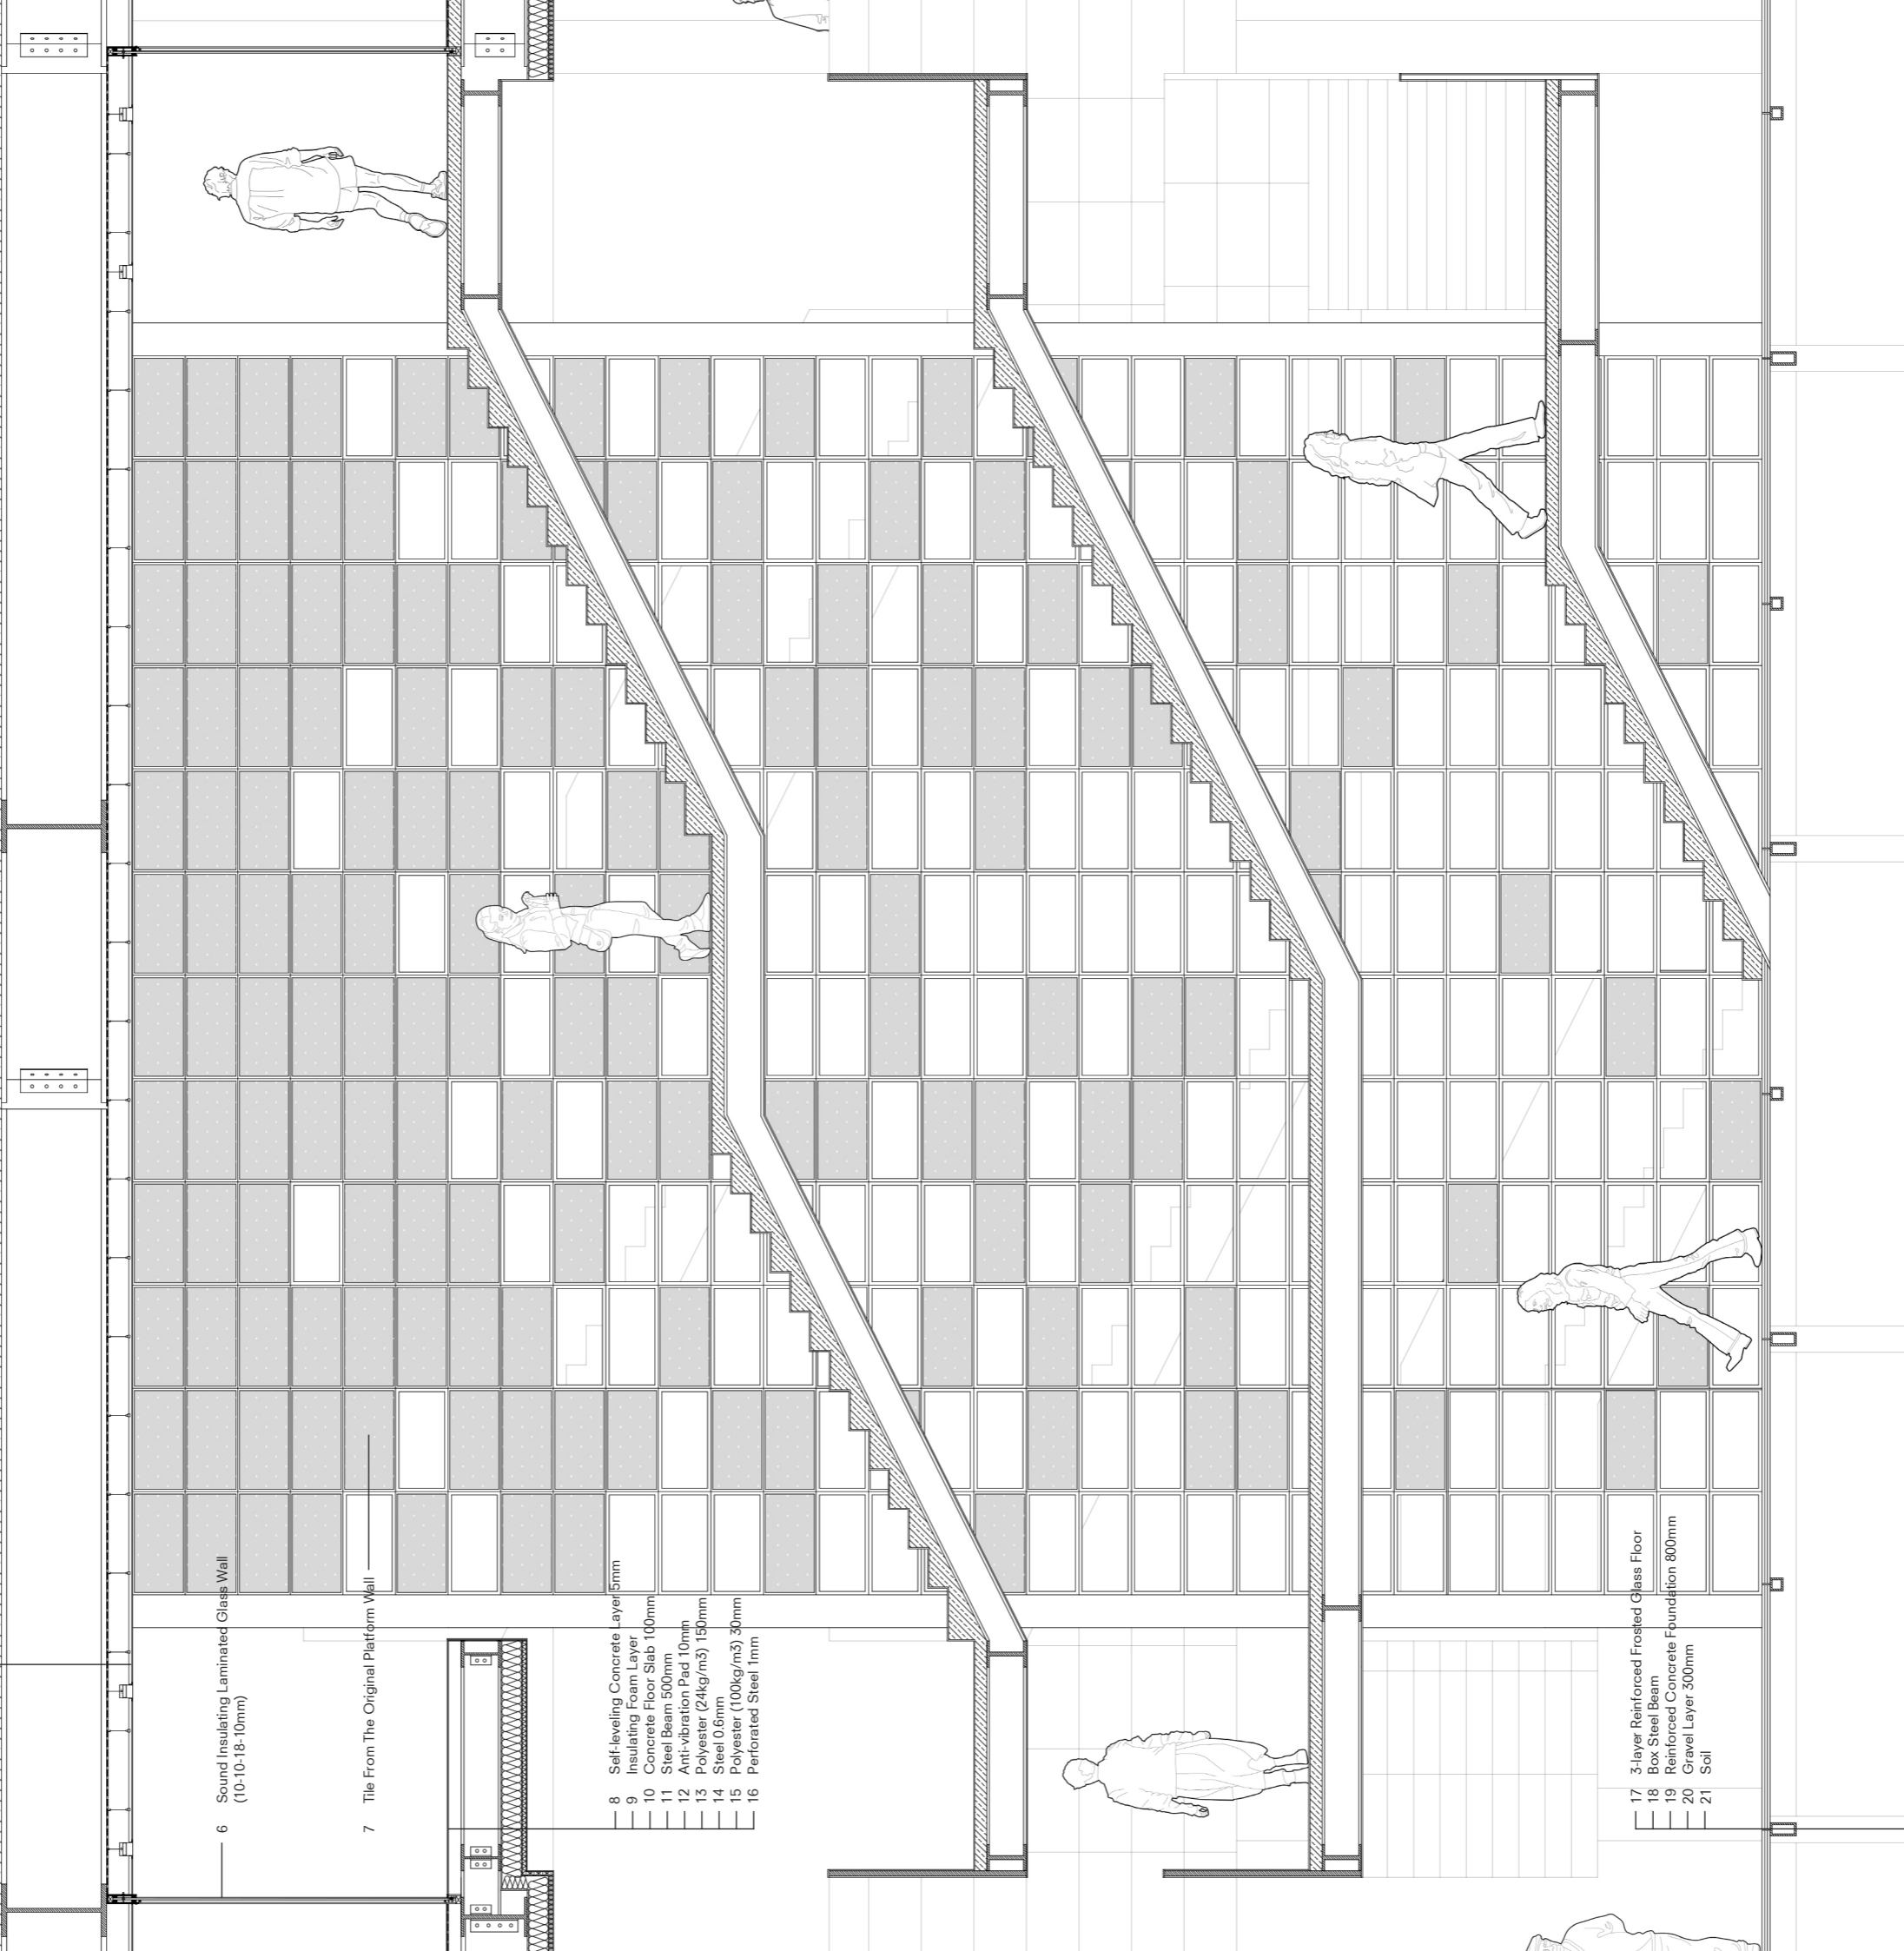 6 Sound Insulating Laminated Glass Wall
(10-10-18-10mm)
7 Tile From The Original Platform Wall
8 Self-leveling Concrete Layer 5mm
9 Insulating Foam Layer
10 Concrete Floor Slab 100mm
11 Steel Beam 500mm
12 Anti-vibration Pad 10mm
13 Polyester (24kg/m3) 150mm
14 Steel 0.6mm
15 Polyester (100kg/m3) 30mm
16 Perforated Steel 1mm
17 3-layer Reinforced Frosted Glass Floor
18 Box Steel Beam
19 Reinforced Concrete Foundation 800mm
20 Gravel Layer 300mm
21 Soil